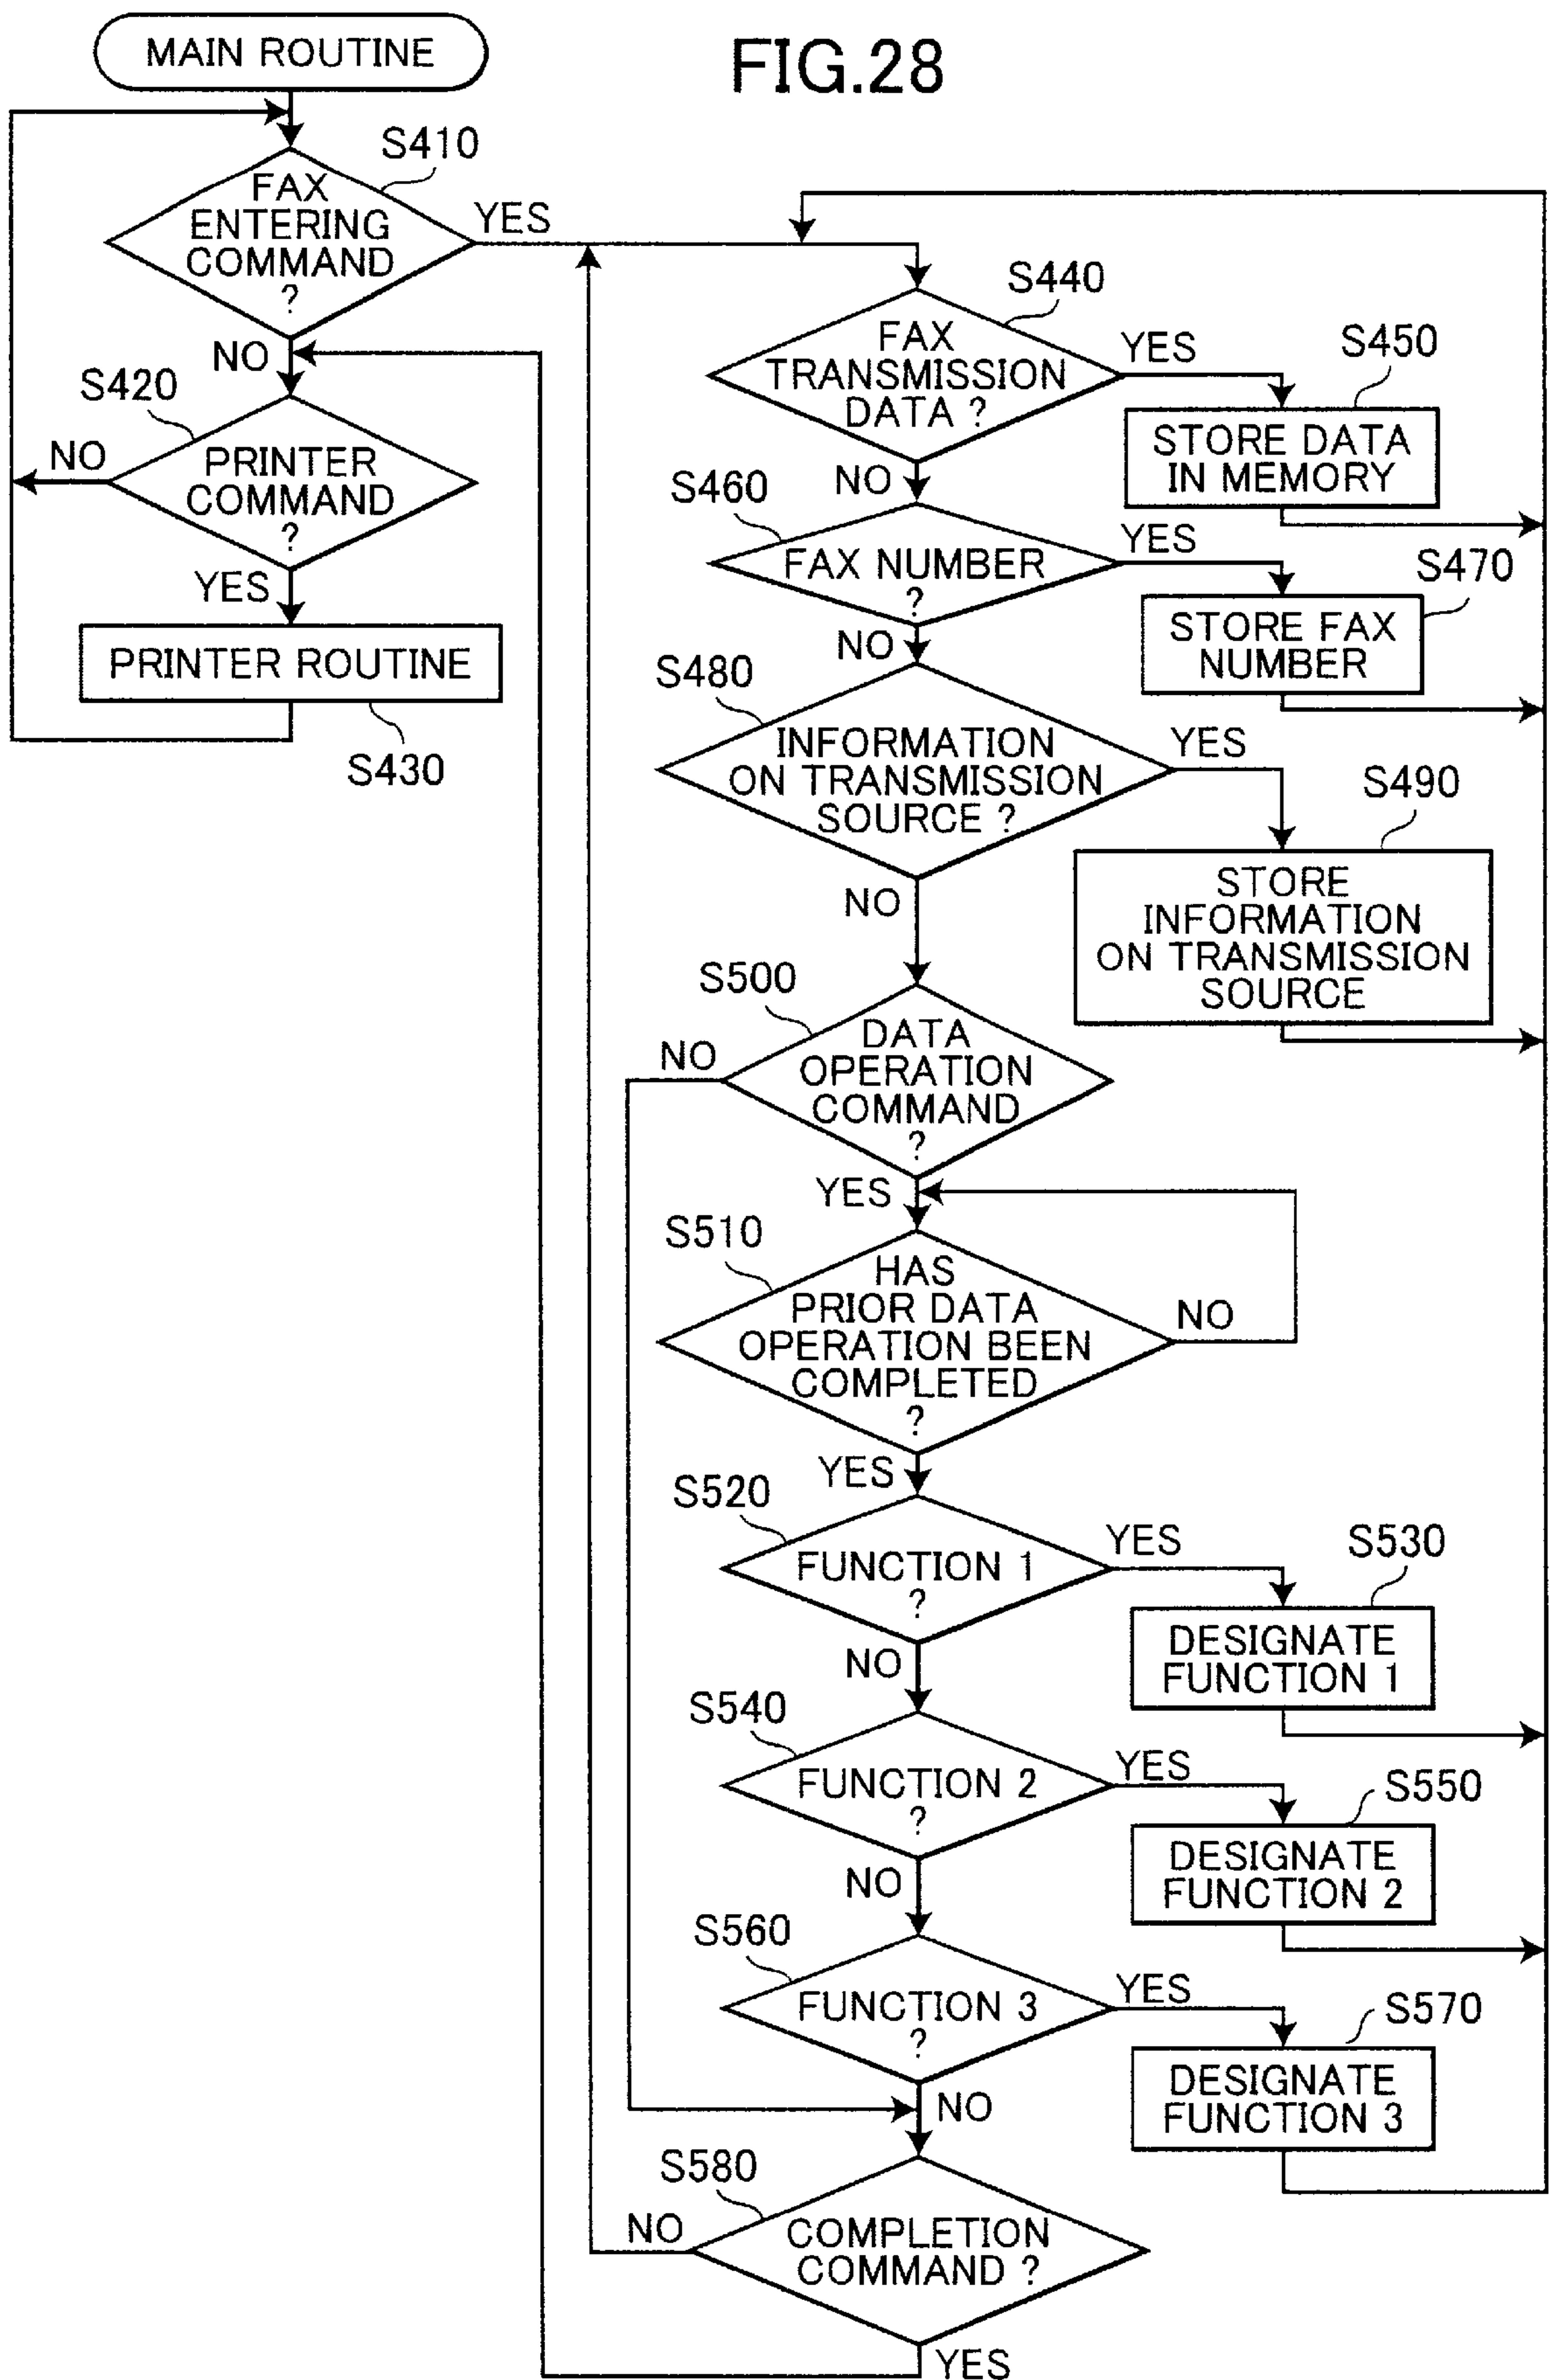 FIG.28
MAIN ROUTINE
S410
FAX
ENTERING
COMMAND
?
YES
NO
S420
PRINTER
COMMAND
?
NO
YES
PRINTER ROUTINE
S430
S440
FAX
TRANSMISSION
DATA ?
YES
S450
STORE DATA
IN MEMORY
NO
S460
FAX NUMBER
?
YES
S470
STORE FAX
NUMBER
NO
S480
INFORMATION
ON TRANSMISSION
SOURCE ?
YES
S490
STORE
INFORMATION
ON TRANSMISSION
SOURCE
NO
S500
DATA
OPERATION
COMMAND
?
NO
YES
S510
HAS
PRIOR DATA
OPERATION BEEN
COMPLETED
?
NO
YES
S520
FUNCTION 1
?
YES
S530
DESIGNATE
FUNCTION 1
NO
S540
FUNCTION 2
?
YES
S550
DESIGNATE
FUNCTION 2
NO
S560
FUNCTION 3
?
YES
S570
DESIGNATE
FUNCTION 3
NO
S580
COMPLETION
COMMAND ?
NO
YES